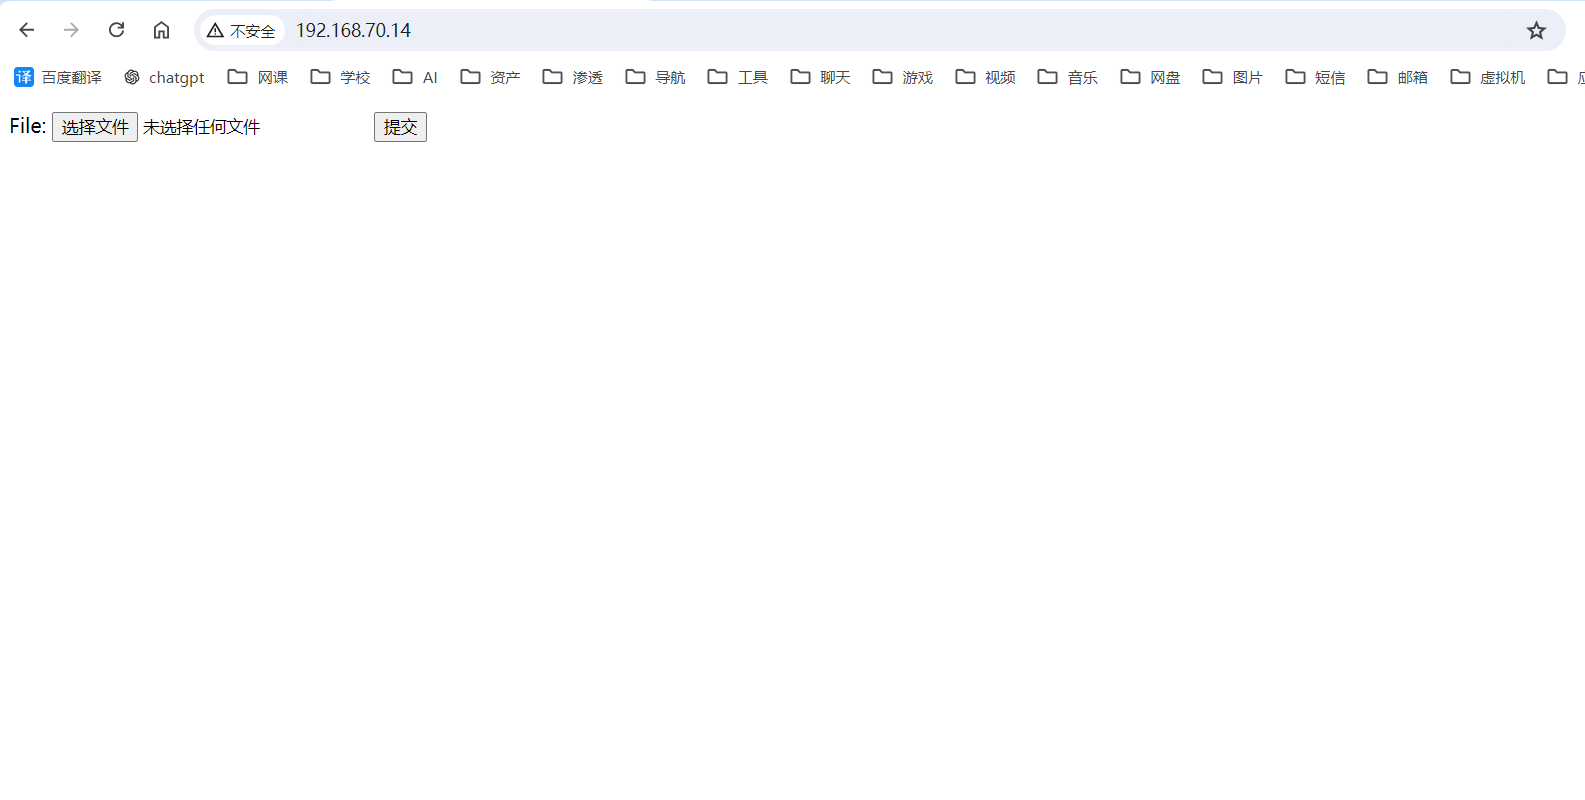 不安全 192.168.70.14
译 百度翻译 chatgpt 网课 学校 AI 资产 渗透 导航 工具 聊天 游戏 视频 音乐 网盘 图片 短信 邮箱 虚拟机
File: 选择文件 未选择任何文件 提交